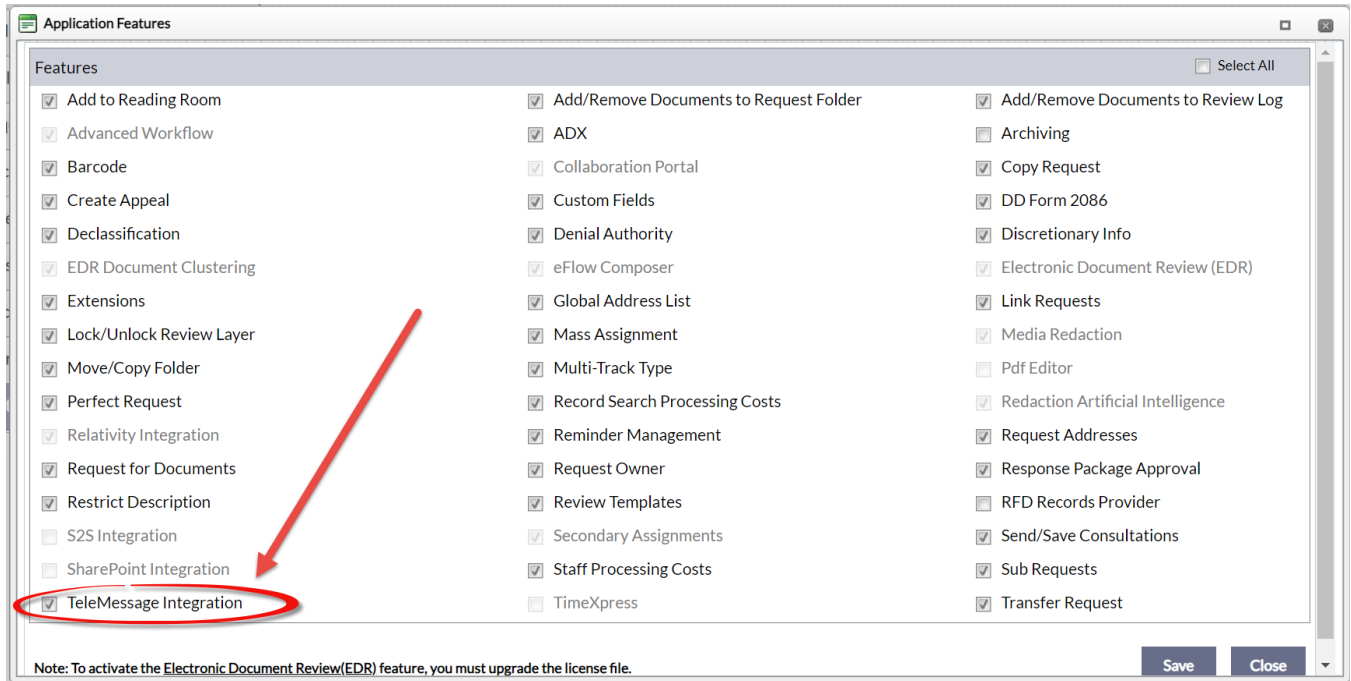 Application Features
Features
Select All
Add to Reading Room
Add/Remove Documents to Request Folder
Add/Remove Documents to Review Log
Advanced Workflow
ADX
Archiving
Barcode
Collaboration Portal
Copy Request
Create Appeal
Custom Fields
DD Form 2086
Declassification
Denial Authority
Discretionary Info
EDR Document Clustering
eFlow Composer
Electronic Document Review (EDR)
Extensions
Global Address List
Link Requests
Lock/Unlock Review Layer
Mass Assignment
Media Redaction
Move/Copy Folder
Multi-Track Type
Pdf Editor
Perfect Request
Record Search Processing Costs
Redaction Artificial Intelligence
Relativity Integration
Reminder Management
Request Addresses
Request for Documents
Request Owner
Response Package Approval
Restrict Description
Review Templates
RFD Records Provider
S2S Integration
Secondary Assignments
Send/Save Consultations
SharePoint Integration
Staff Processing Costs
Sub Requests
TeleMessage Integration
TimeXpress
Transfer Request
Note: To activate the Electronic Document Review(EDR) feature, you must upgrade the license file.
Save
Close